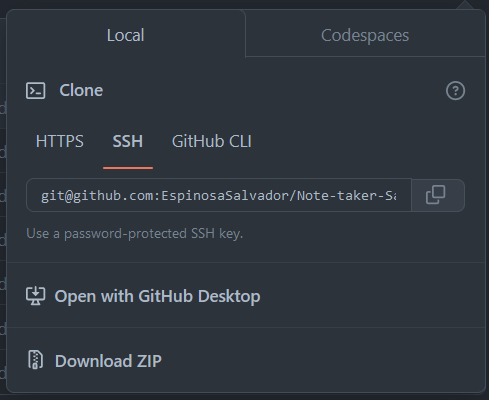 Local
Codespaces
Clone
HTTPS
SSH
GitHub CLI
git@github.com:EspinosaSalvador/Note-taker-Sa
Use a password-protected SSH key.
Open with GitHub Desktop
Download ZIP